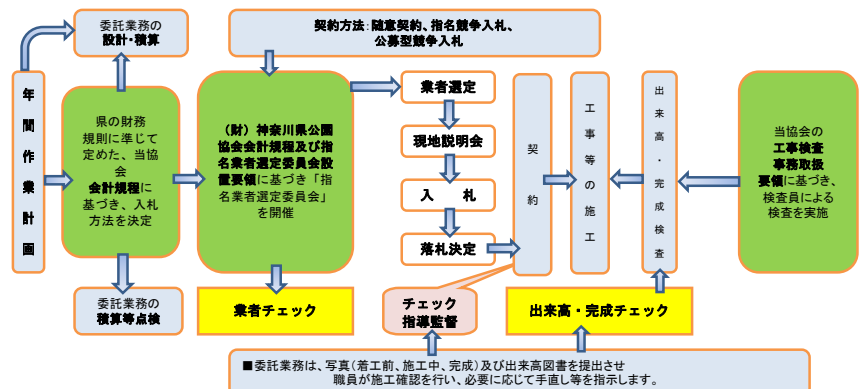 委託業務の
設計・積算
契約方法：随意契約、指名競争入札、
公募型競争入札
年間作業計画
県の財務
規則に準じて
定めた、当協
会
会計規程に
基づき、入札
方法を決定
（財）神奈川県公園
協会会計規程及び指
名業者選定委員会設
置要領に基づき「指
名業者選定委員会」
を開催
業者選定
現地説明会
入　札
落札決定
契約
工事等の施工
出来高・完成検査
当協会の
工事検査
事務取扱
要領に基づき、
検査員による
検査を実施
委託業務の
積算等点検
業者チェック
チェック
指導監督
出来高・完成チェック
■委託業務は、写真（着工前、施工中、完成）及び出来高図書を提出させ
職員が施工確認を行い、必要に応じて手直し等を指示します。